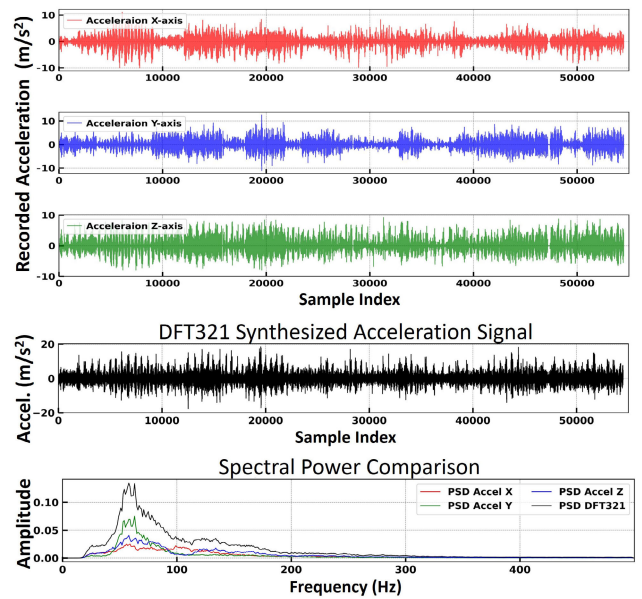 Recorded Acceleration (m/s²)
10
0
-10
Acceleraion X-axis
0 10000 20000 30000 40000 50000
10
0
-10
Acceleraion Y-axis
0 10000 20000 30000 40000 50000
10
0
-10
Acceleraion Z-axis
0 10000 20000 30000 40000 50000
Sample Index
DFT321 Synthesized Acceleration Signal
Accel. (m/s²)
20
0
−20
0 10000 20000 30000 40000 50000
Sample Index
Spectral Power Comparison
Amplitude
0.10
0.05
0.00
PSD Accel X PSD Accel Z
PSD Accel Y PSD DFT321
0 100 200 300 400
Frequency (Hz)